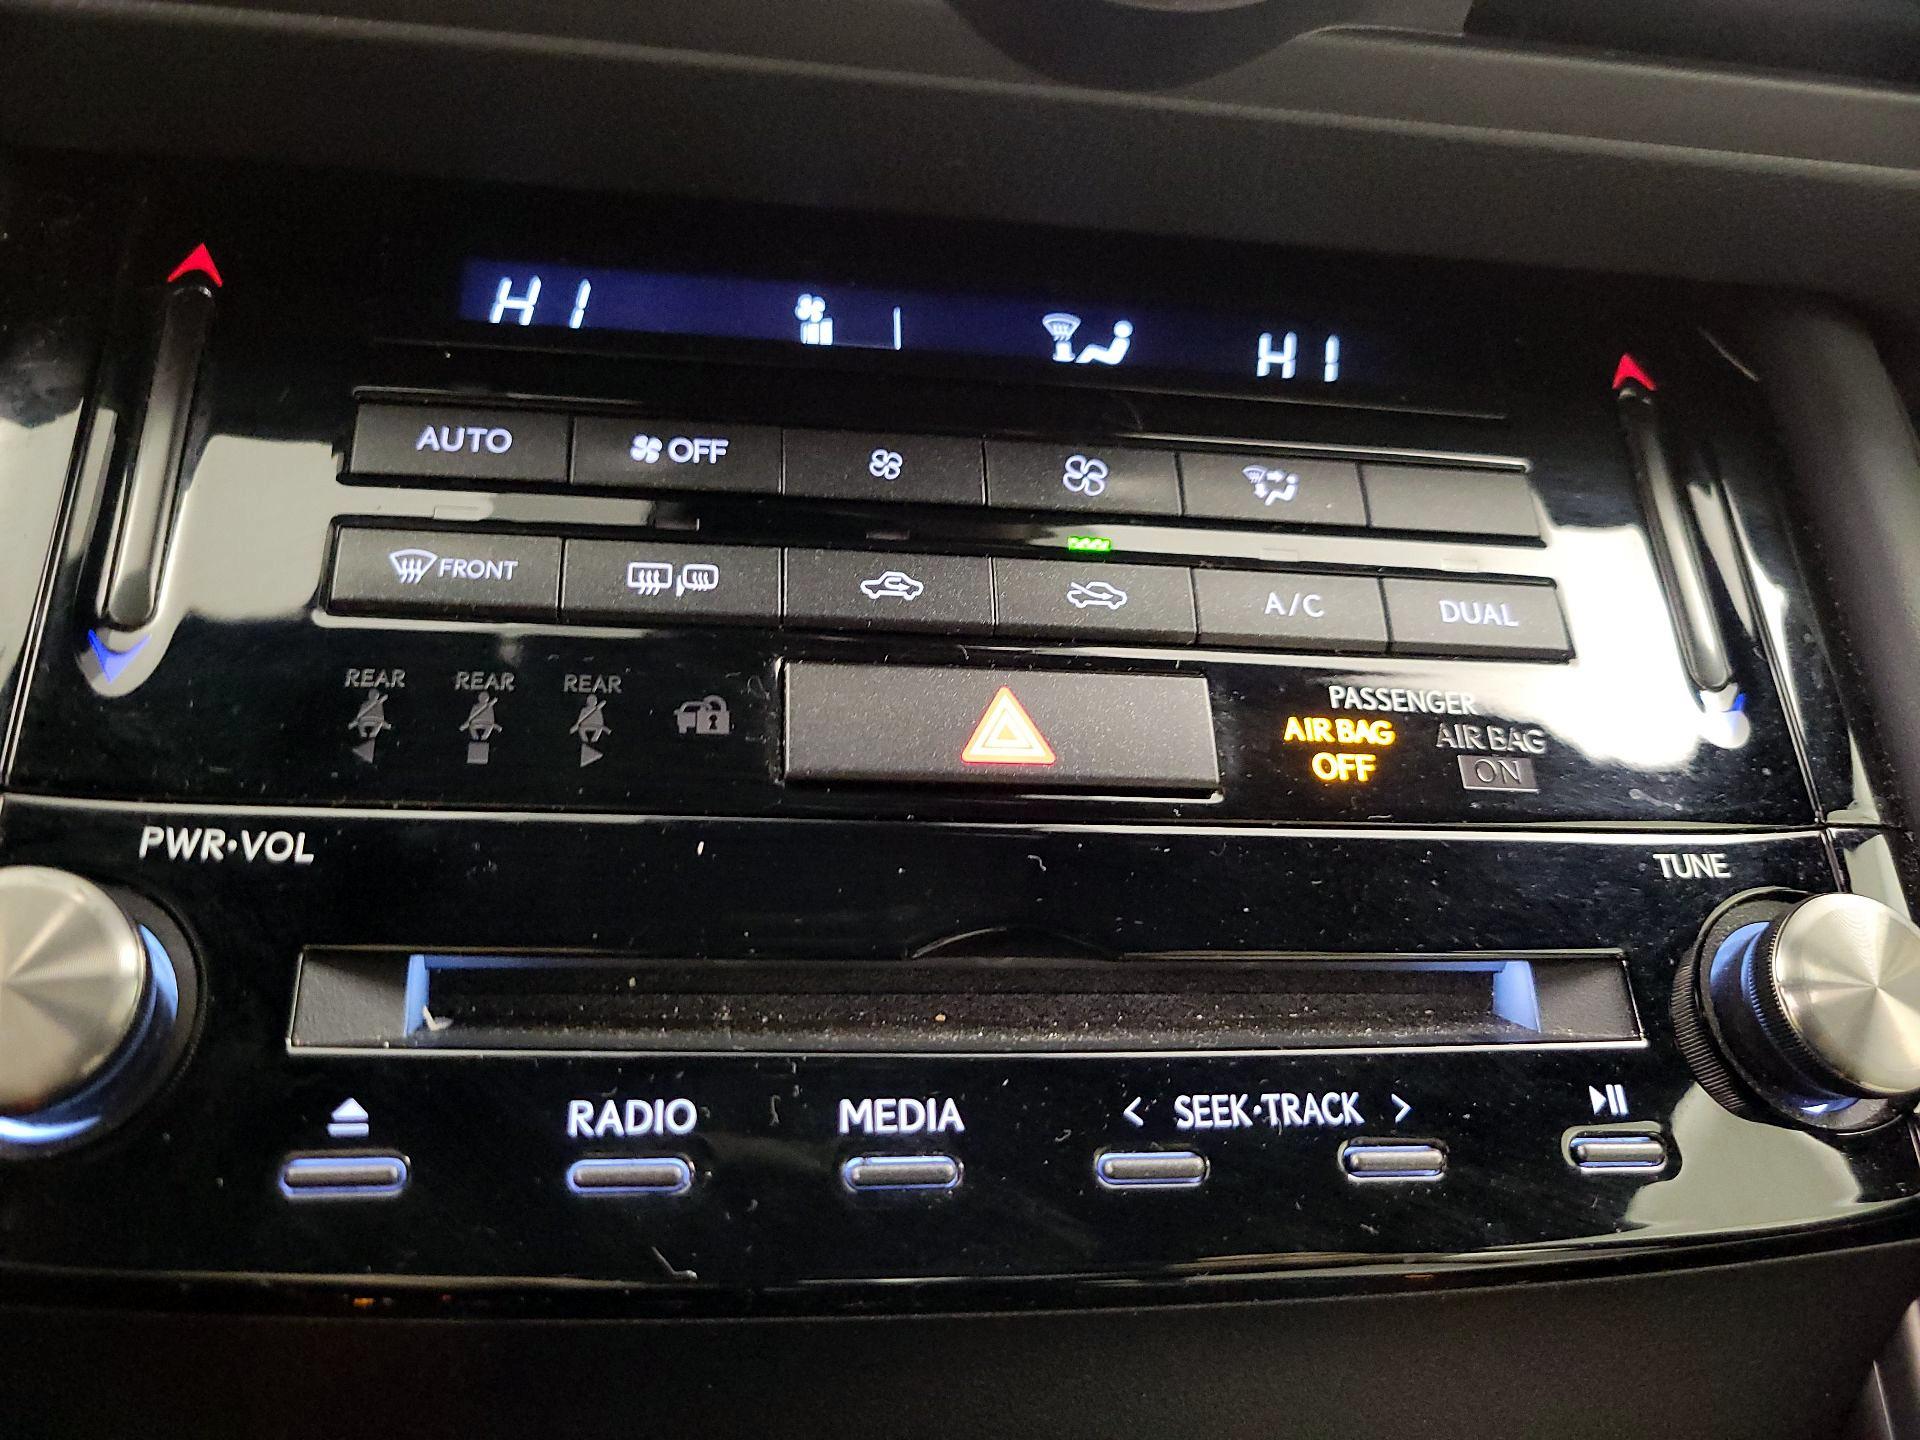 HI HI
AUTO OFF
FRONT A/C DUAL
REAR REAR REAR
PASSENGER
AIR BAG OFF
AIR BAG ON
PWR·VOL
TUNE
RADIO MEDIA < SEEK·TRACK >